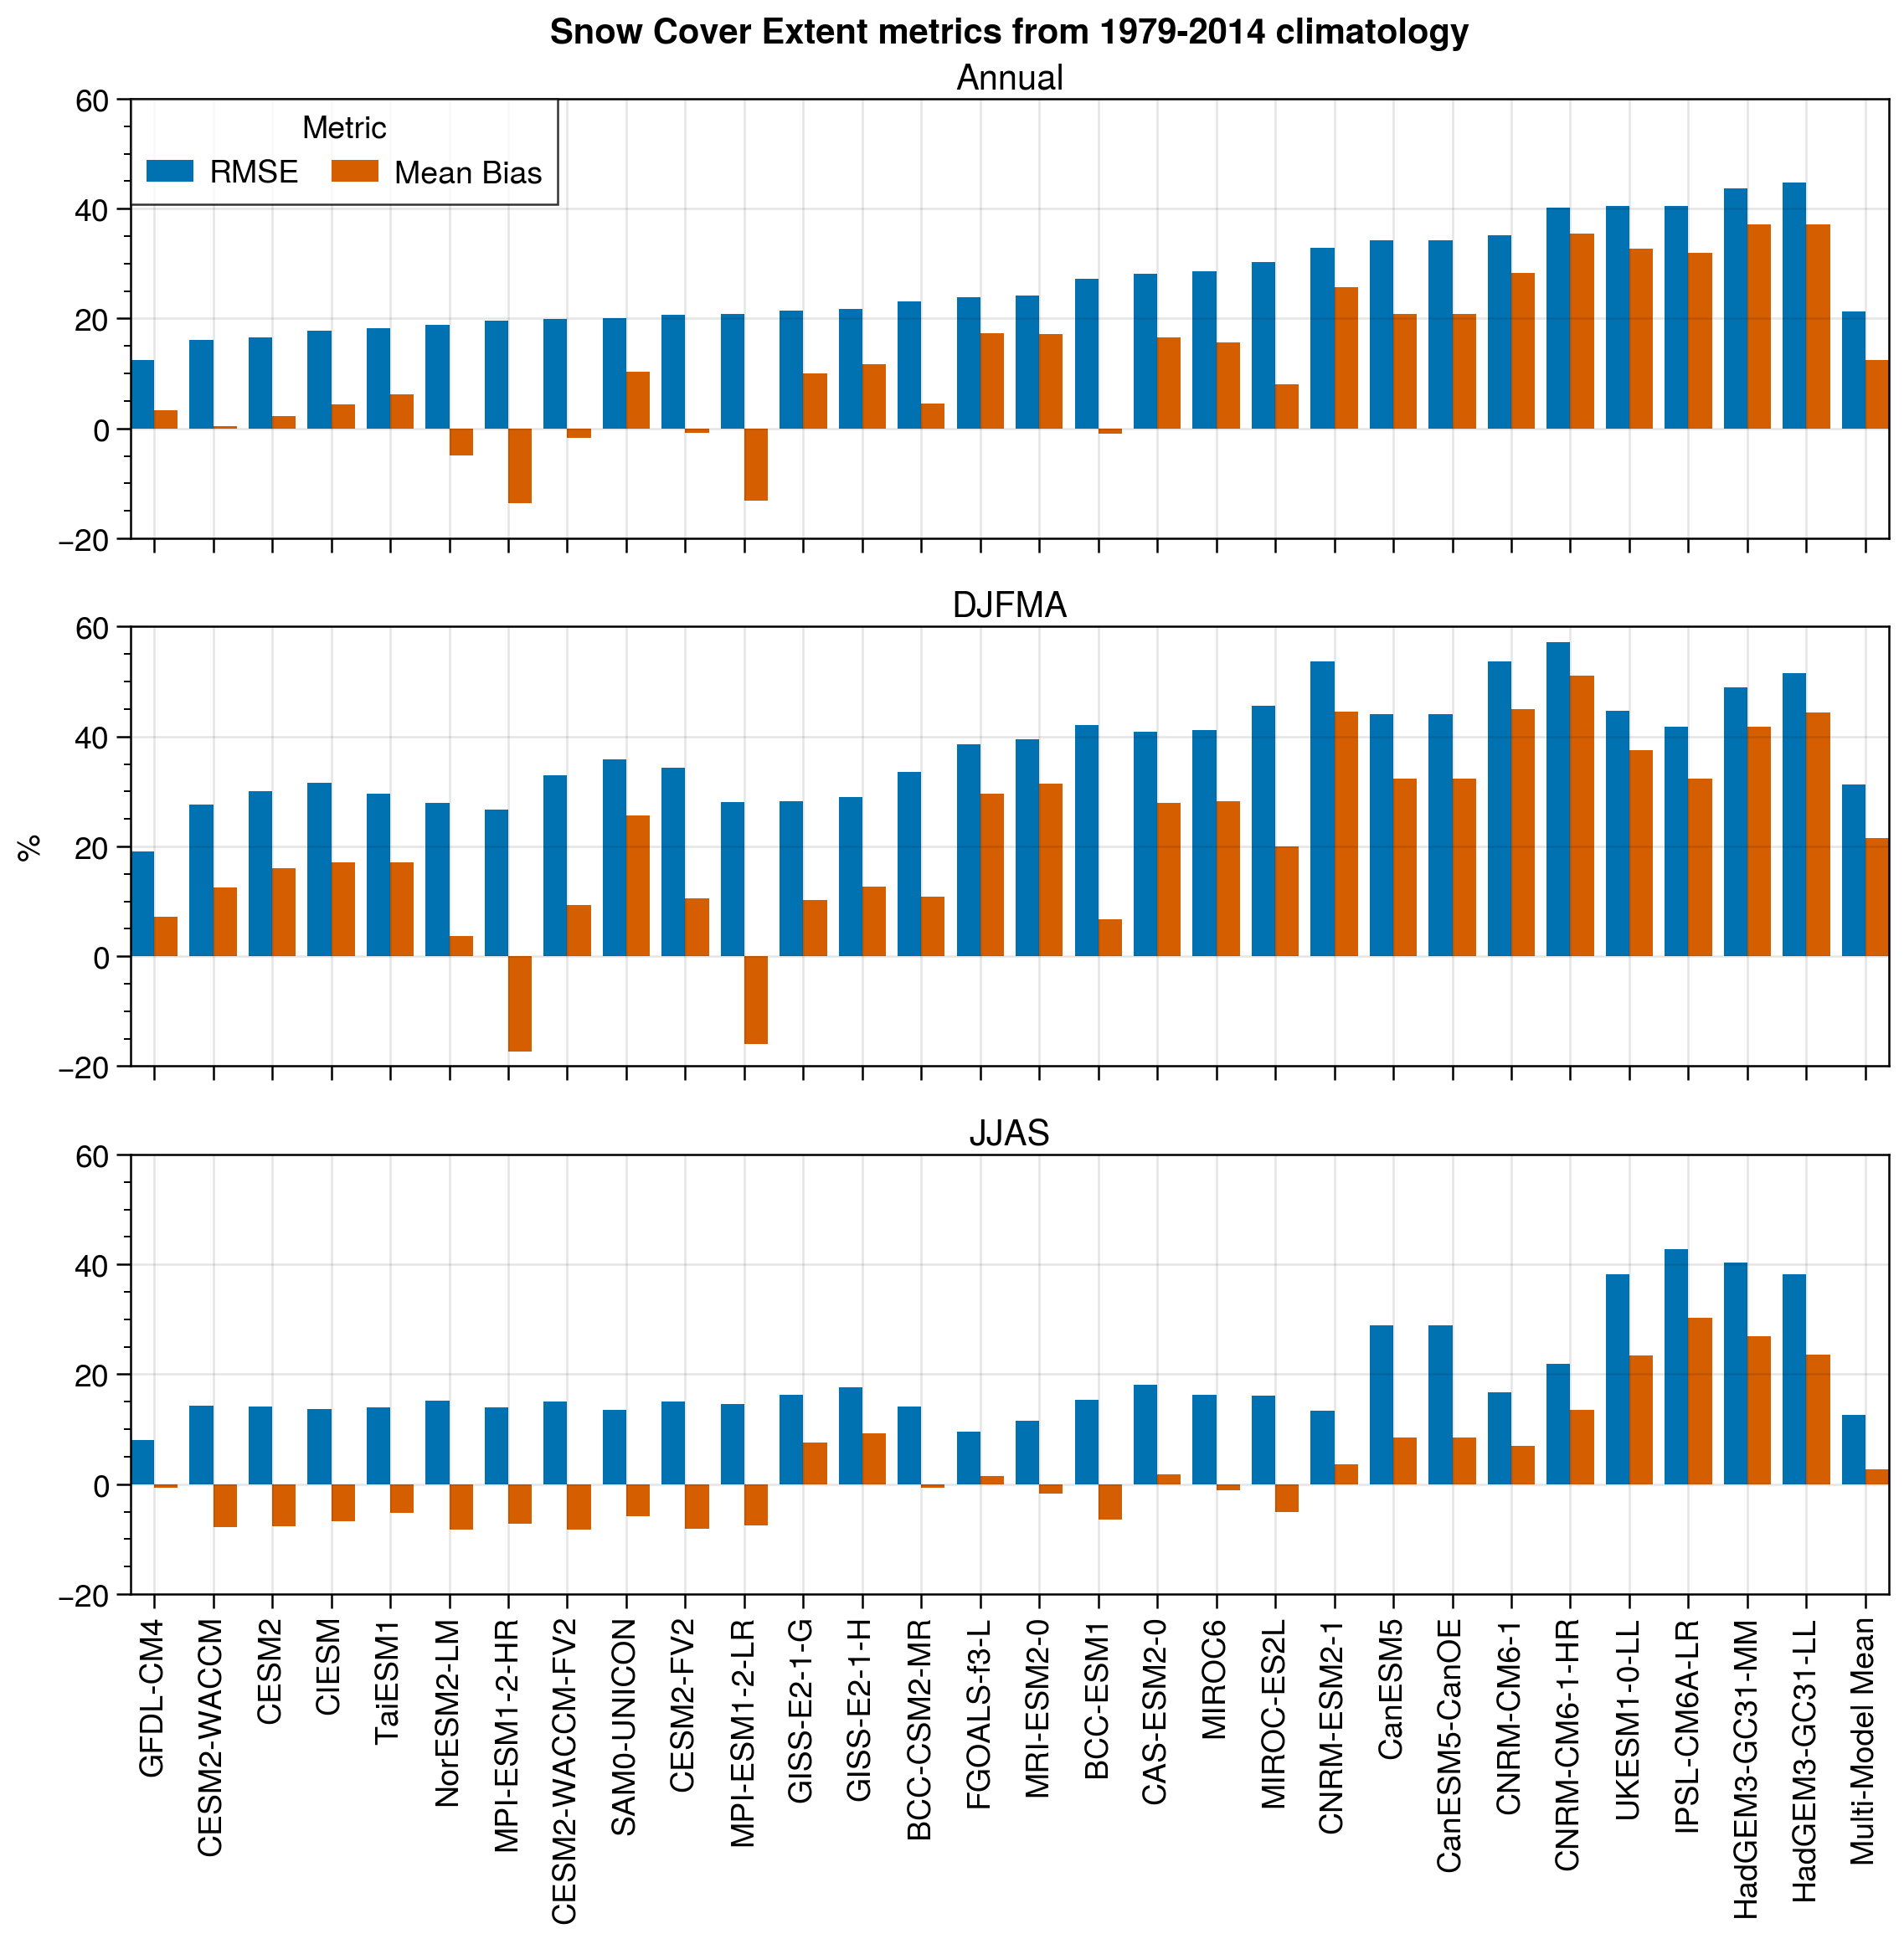 Snow Cover Extent metrics from 1979-2014 climatology
Annual
60
40
20
0
−20
Metric
RMSE Mean Bias
DJFMA
60
40
20
0
−20
%
JJAS
60
40
20
0
−20
GFDL-CM4
CESM2-WACCM
CESM2
CIESM
TaiESM1
NorESM2-LM
MPI-ESM1-2-HR
CESM2-WACCM-FV2
SAM0-UNICON
CESM2-FV2
MPI-ESM1-2-LR
GISS-E2-1-G
GISS-E2-1-H
BCC-CSM2-MR
FGOALS-f3-L
MRI-ESM2-0
BCC-ESM1
CAS-ESM2-0
MIROC6
MIROC-ES2L
CNRM-ESM2-1
CanESM5
CanESM5-CanOE
CNRM-CM6-1
CNRM-CM6-1-HR
UKESM1-0-LL
IPSL-CM6A-LR
HadGEM3-GC31-MM
HadGEM3-GC31-LL
Multi-Model Mean